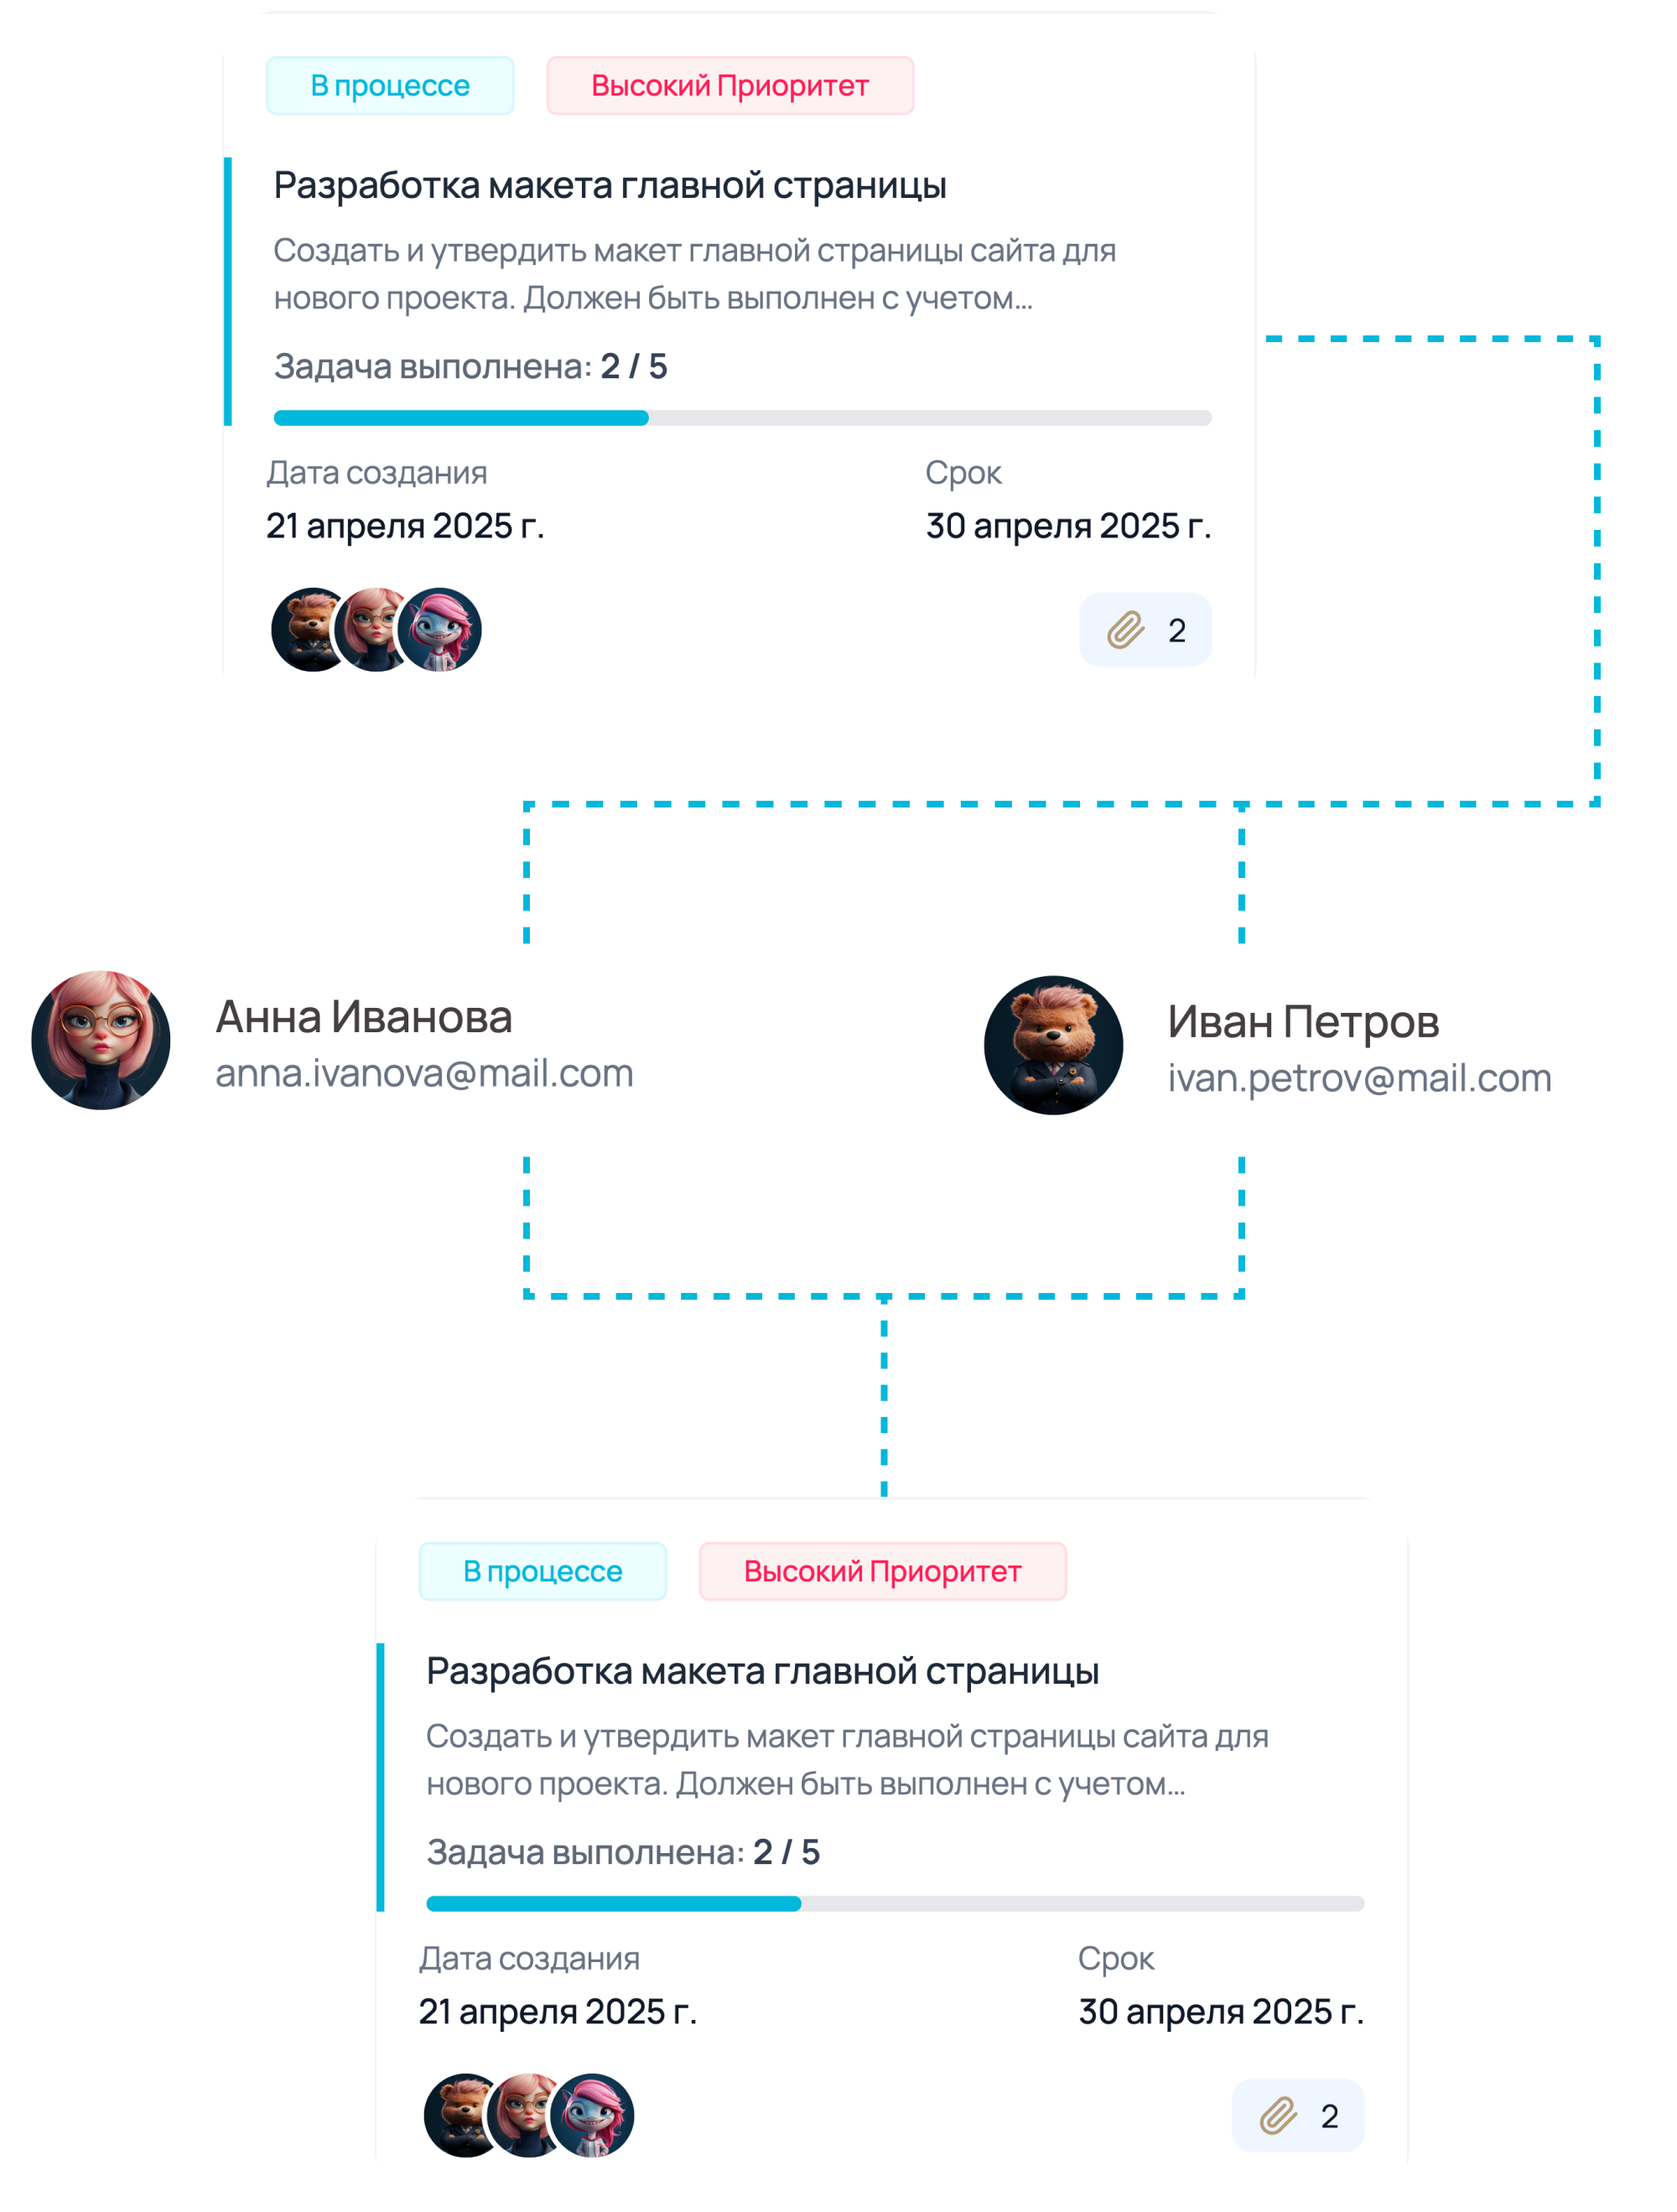 В процессе
Высокий Приоритет
Разработка макета главной страницы
Создать и утвердить макет главной страницы сайта для
нового проекта. Должен быть выполнен с учетом...
Задача выполнена: 2 / 5
Дата создания
Срок
21 апреля 2025 г.
30 апреля 2025 г.
2
Анна Иванова
anna.ivanova@mail.com
Иван Петров
ivan.petrov@mail.com
В процессе
Высокий Приоритет
Разработка макета главной страницы
Создать и утвердить макет главной страницы сайта для
нового проекта. Должен быть выполнен с учетом...
Задача выполнена: 2 / 5
Дата создания
Срок
21 апреля 2025 г.
30 апреля 2025 г.
2